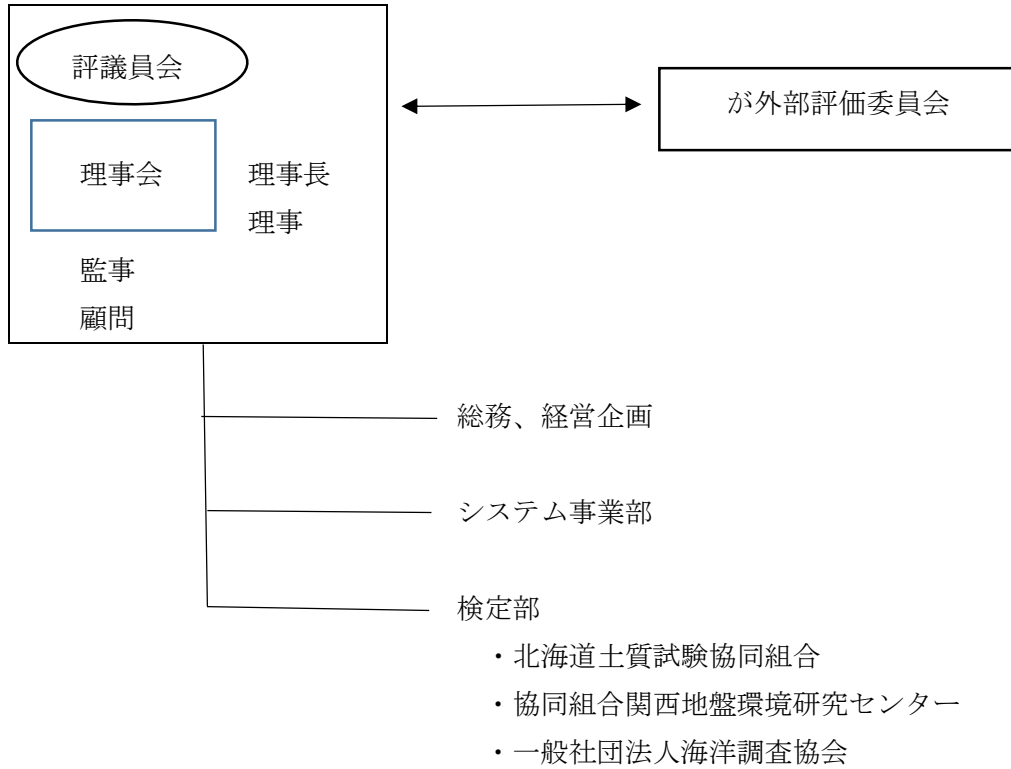 評議員会
が外部評価委員会
理事会
理事長
理事
監事
顧問
総務、経営企画
システム事業部
検定部
・北海道土質試験協同組合
・協同組合関西地盤環境研究センター
・一般社団法人海洋調査協会